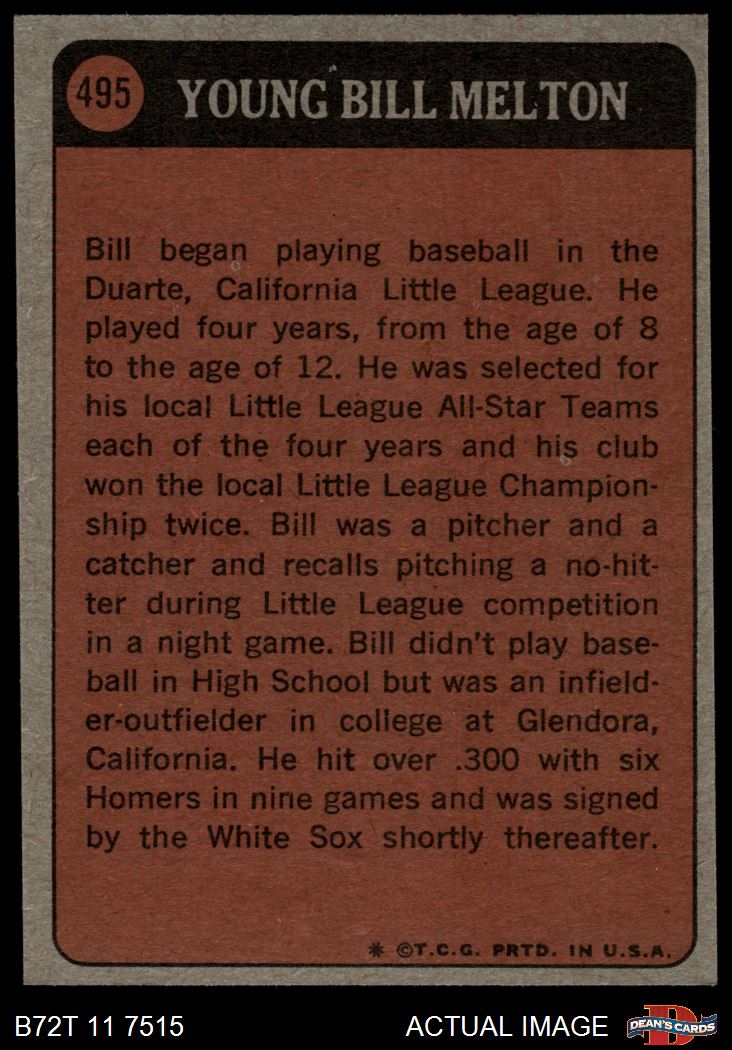 495
YOUNG BILL MELTON
Bill began playing baseball in the
Duarte, California Little League. He
played four years, from the age of 8
to the age of 12. He was selected for
his local Little League All-Star Teams
each of the four years and his club
won the local Little League Champion-
ship twice. Bill was a pitcher and a
catcher and recalls pitching a no-hit-
ter during Little League competition
in a night game. Bill didn't play base-
ball in High School but was an infield-
er-outfielder in college at Glendora,
California. He hit over .300 with six
Homers in nine games and was signed
by the White Sox shortly thereafter.
* ©T.C.G. PRTD. IN U.S.A.
B72T 11 7515
ACTUAL IMAGE
D
DEAN'S CARDS